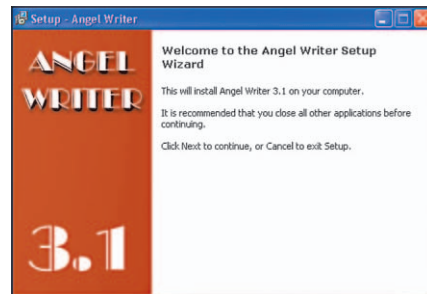 Setup - Angel Writer
ANGEL
WRITER
3.1
Welcome to the Angel Writer Setup
Wizard
This will install Angel Writer 3.1 on your computer.
It is recommended that you close all other applications before
continuing.
Click Next to continue, or Cancel to exit Setup.